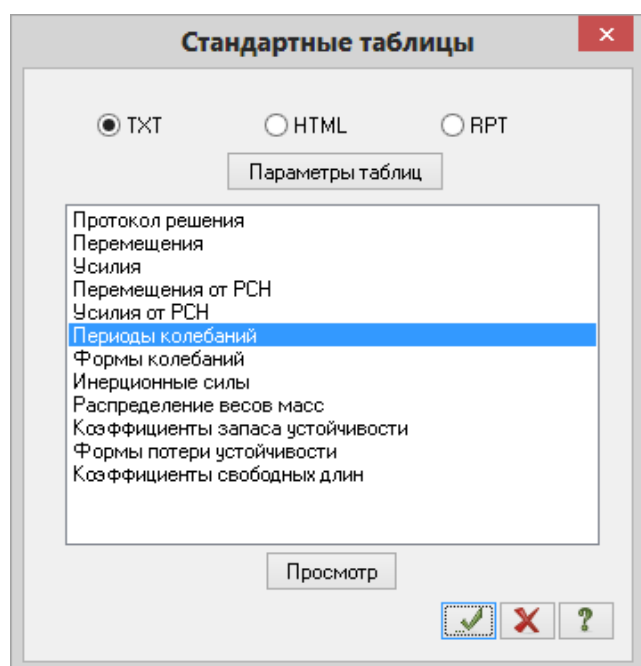 Стандартные таблицы
TXT HTML RPT
Параметры таблиц
Протокол решения
Перемещения
Усилия
Перемещения от РСН
Усилия от РСН
Периоды колебаний
Формы колебаний
Инерционные силы
Распределение весов масс
Коэффициенты запаса устойчивости
Формы потери устойчивости
Коэффициенты свободных длин
Просмотр
?